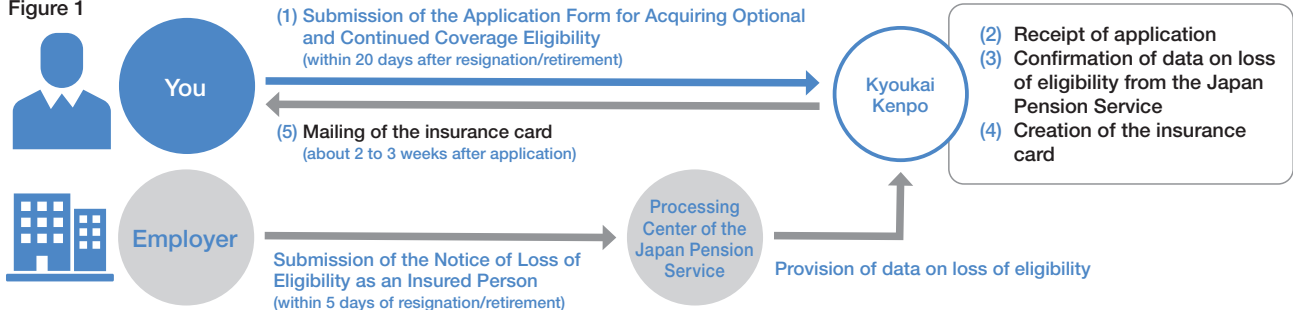 Figure 1
You
(1) Submission of the Application Form for Acquiring Optional
and Continued Coverage Eligibility
(within 20 days after resignation/retirement)
(5) Mailing of the insurance card
(about 2 to 3 weeks after application)
Kyoukai
Kenpo
(2) Receipt of application
(3) Confirmation of data on loss
of eligibility from the Japan
Pension Service
(4) Creation of the insurance
card
Employer
Submission of the Notice of Loss of
Eligibility as an Insured Person
(within 5 days of resignation/retirement)
Processing
Center of the
Japan Pension
Service
Provision of data on loss of eligibility